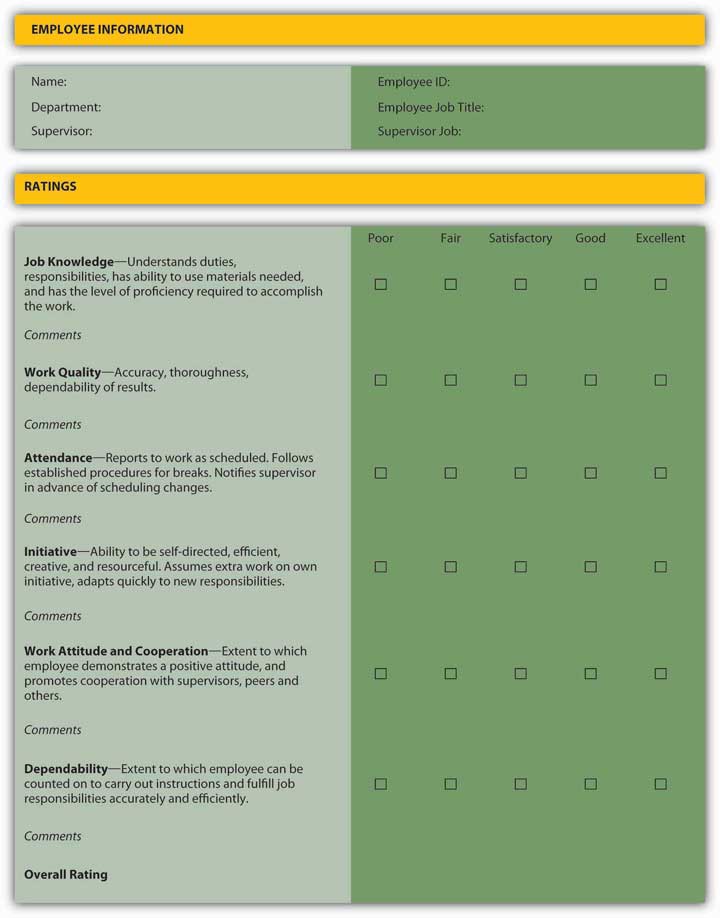 EMPLOYEE INFORMATION
Name:
Employee ID:
Department:
Employee Job Title:
Supervisor:
Supervisor Job:
RATINGS
Poor Fair Satisfactory Good Excellent
Job Knowledge—Understands duties,
responsibilities, has ability to use materials needed,
and has the level of proficiency required to accomplish
the work.
Comments
Work Quality—Accuracy, thoroughness,
dependability of results.
Comments
Attendance—Reports to work as scheduled. Follows
established procedures for breaks. Notifies supervisor
in advance of scheduling changes.
Comments
Initiative—Ability to be self-directed, efficient,
creative, and resourceful. Assumes extra work on own
initiative, adapts quickly to new responsibilities.
Comments
Work Attitude and Cooperation—Extent to which
employee demonstrates a positive attitude, and
promotes cooperation with supervisors, peers and
others.
Comments
Dependability—Extent to which employee can be
counted on to carry out instructions and fulfill job
responsibilities accurately and efficiently.
Comments
Overall Rating